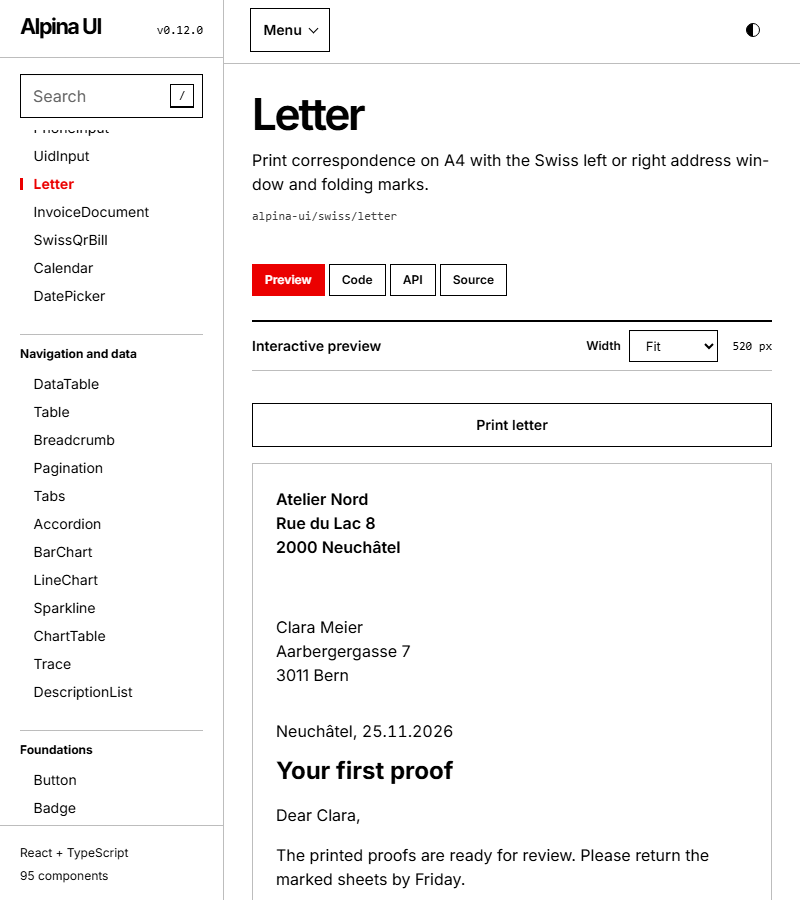 Alpina UI
v0.12.0
Search
/
PhoneInput
UidInput
Letter
InvoiceDocument
SwissQrBill
Calendar
DatePicker
Navigation and data
DataTable
Table
Breadcrumb
Pagination
Tabs
Accordion
BarChart
LineChart
Sparkline
ChartTable
Trace
DescriptionList
Foundations
Button
Badge
React + TypeScript
95 components
Menu
Letter
Print correspondence on A4 with the Swiss left or right address win-
dow and folding marks.
alpina-ui/swiss/letter
Preview
Code
API
Source
Interactive preview
Width
Fit
520 px
Print letter
Atelier Nord
Rue du Lac 8
2000 Neuchâtel
Clara Meier
Aarbergergasse 7
3011 Bern
Neuchâtel, 25.11.2026
Your first proof
Dear Clara,
The printed proofs are ready for review. Please return the
marked sheets by Friday.